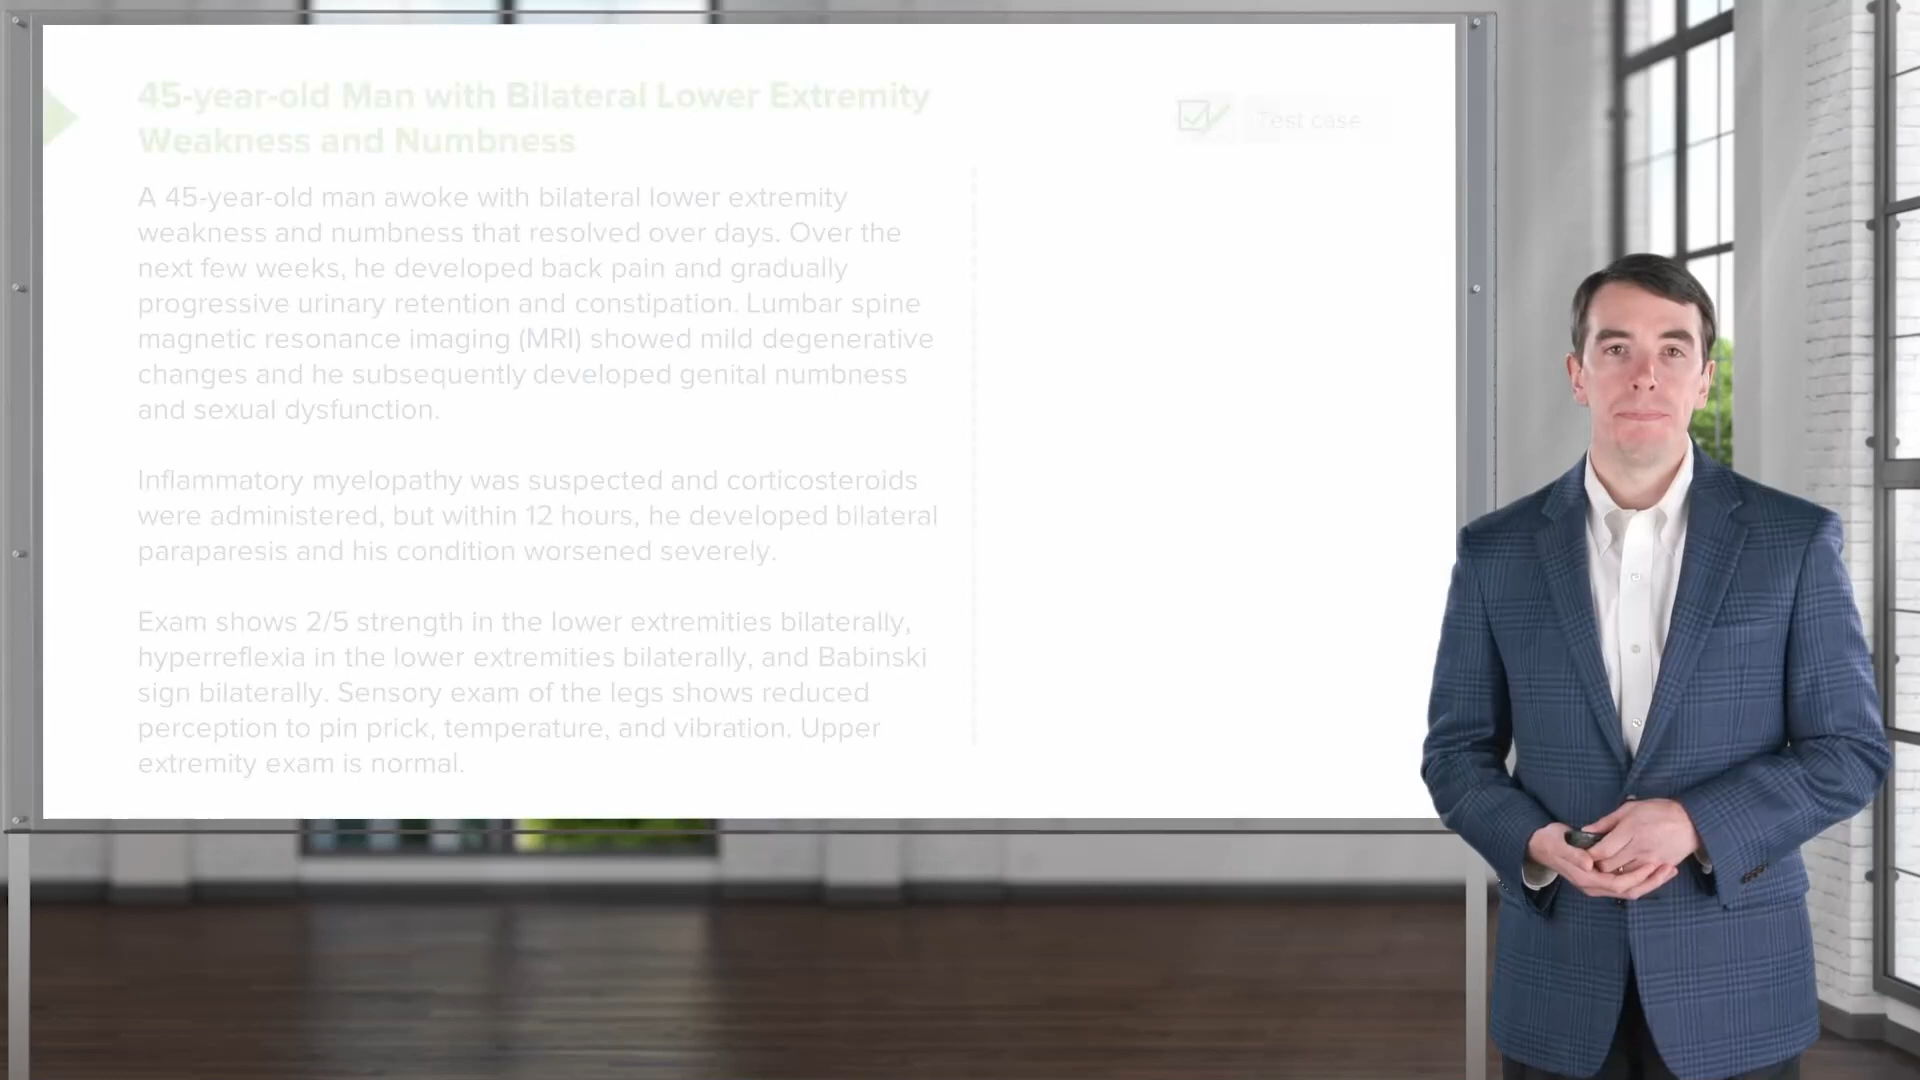 45-year-old Man with Bilateral Lower Extremity
Weakness and Numbness
Test case
A 45-year-old man awoke with bilateral lower extremity
weakness and numbness that resolved over days. Over the
next few weeks, he developed back pain and gradually
progressive urinary retention and constipation. Lumbar spine
magnetic resonance imaging (MRI) showed mild degenerative
changes and he subsequently developed genital numbness
and sexual dysfunction.
Inflammatory myelopathy was suspected and corticosteroids
were administered, but within 12 hours, he developed bilateral
paraparesis and his condition worsened severely.
Exam shows 2/5 strength in the lower extremities bilaterally,
hyperreflexia in the lower extremities bilaterally, and Babinski
sign bilaterally. Sensory exam of the legs shows reduced
perception to pin prick, temperature, and vibration. Upper
extremity exam is normal.